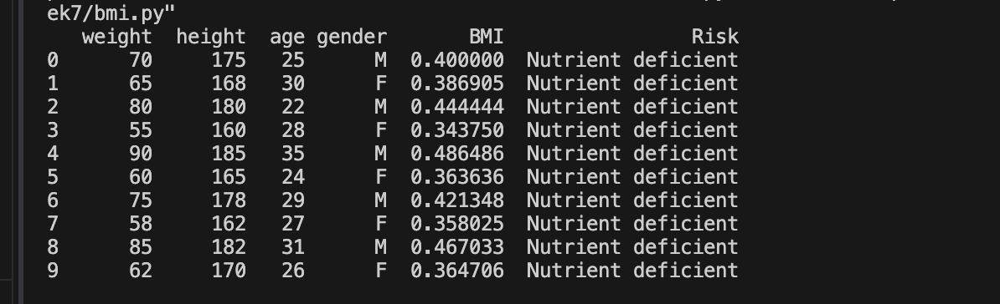 ek7/bmi.py"
weight height age gender BMI Risk
0 70 175 25 M 0.400000 Nutrient deficient
1 65 168 30 F 0.386905 Nutrient deficient
2 80 180 22 M 0.444444 Nutrient deficient
3 55 160 28 F 0.343750 Nutrient deficient
4 90 185 35 M 0.486486 Nutrient deficient
5 60 165 24 F 0.363636 Nutrient deficient
6 75 178 29 M 0.421348 Nutrient deficient
7 58 162 27 F 0.358025 Nutrient deficient
8 85 182 31 M 0.467033 Nutrient deficient
9 62 170 26 F 0.364706 Nutrient deficient